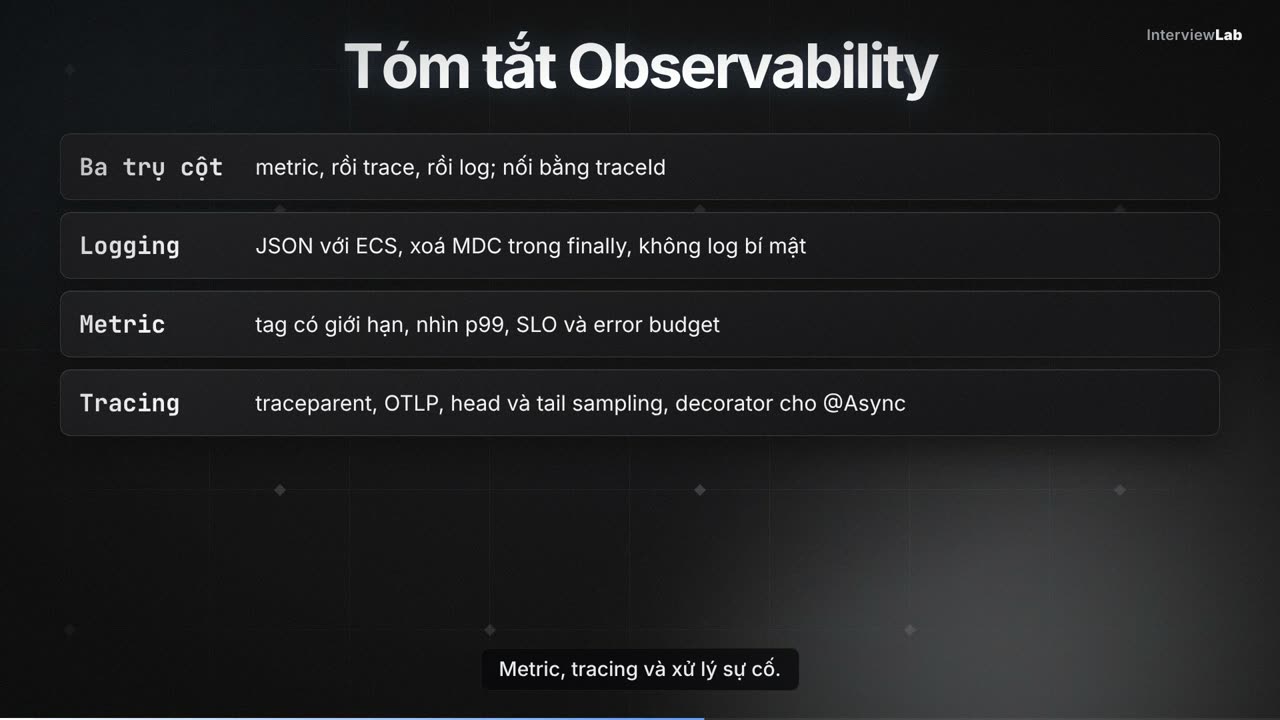 InterviewLab
Tóm tắt Observability
Ba trụ cột metric, rồi trace, rồi log; nối bằng traceId
Logging JSON với ECS, xoá MDC trong finally, không log bí mật
Metric tag có giới hạn, nhìn p99, SLO và error budget
Tracing traceparent, OTLP, head và tail sampling, decorator cho @Async
Metric, tracing và xử lý sự cố.